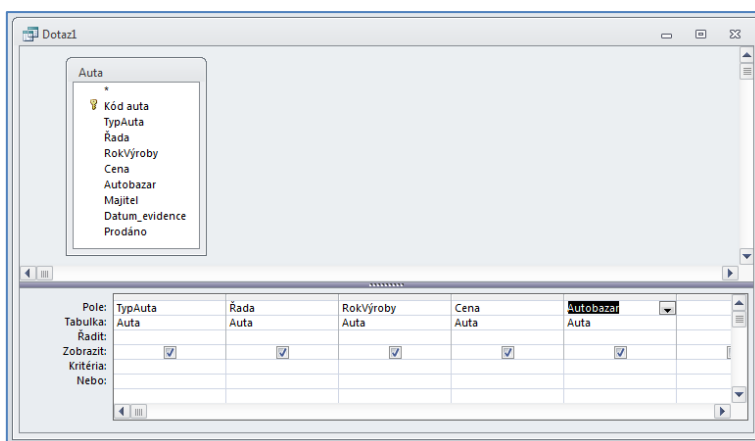 Dotaz1
Auta
*
Kód auta
TypAuta
Řada
RokVýroby
Cena
Autobazar
Majitel
Datum_evidence
Prodáno
Pole: TypAuta Řada RokVýroby Cena Autobazar
Tabulka: Auta Auta Auta Auta Auta
Řadit:
Zobrazit:
Kritéria:
Nebo: